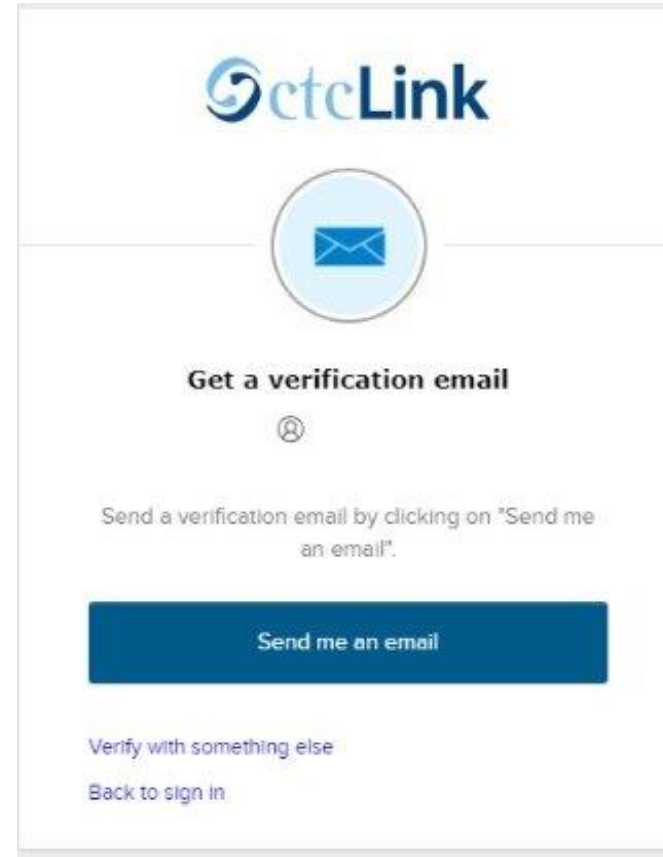 ctcLink
Get a verification email
Send a verification email by clicking on "Send me
an email".
Send me an email
Verify with something else
Back to sign in